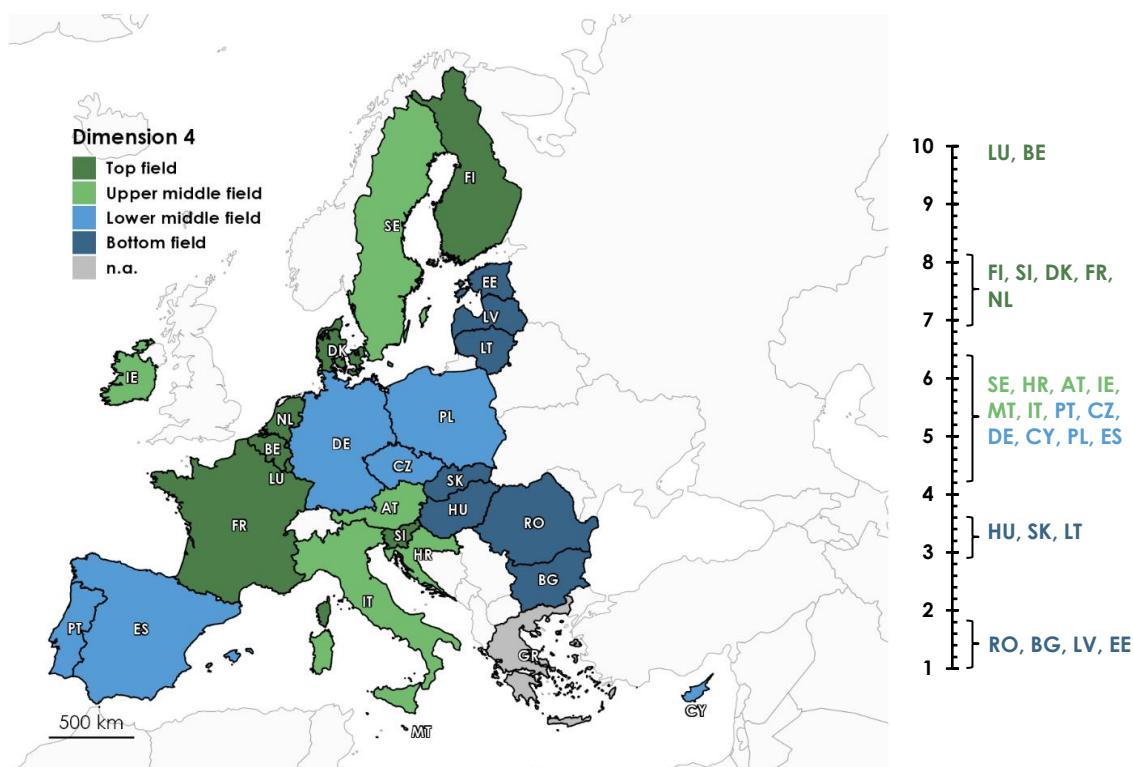 Dimension 4
Top field
Upper middle field
Lower middle field
Bottom field
n.a.
FI
SE
EE
LV
LT
DK
IE
NL
PL
DE
BE
CZ
LU
SK
AT
HU
RO
FR
SI
HR
BG
IT
PT
ES
GR
CY
MT
500 km
10
LU, BE
9
8
FI, SI, DK, FR,
NL
7
6
SE, HR, AT, IE,
MT, IT, PT, CZ,
5
DE, CY, PL, ES
4
HU, SK, LT
3
2
RO, BG, LV, EE
1